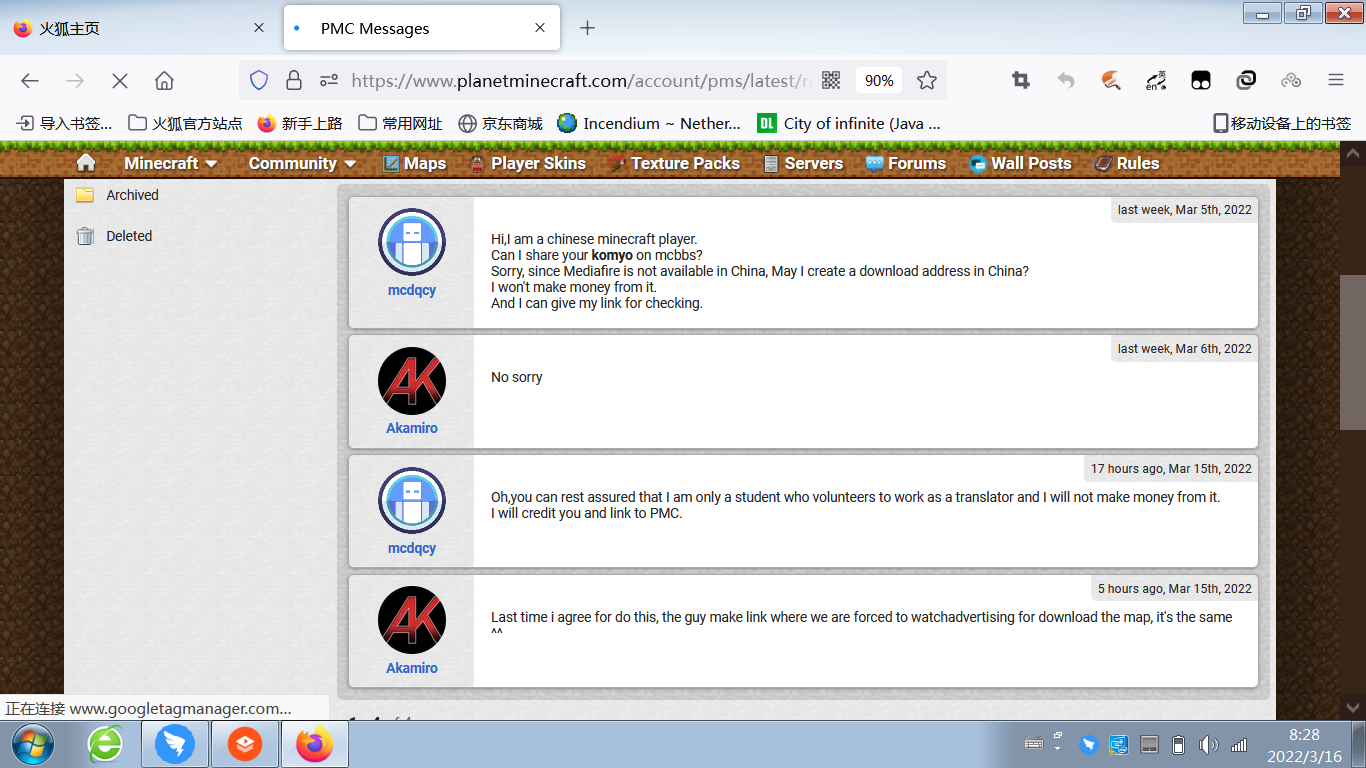 火狐主页
PMC Messages
https://www.planetminecraft.com/account/pms/latest/r
90%
导入书签...
火狐官方站点
新手上路
常用网址
京东商城
Incendium ~ Nether...
City of infinite (Java ...
移动设备上的书签
Minecraft
Community
Maps
Player Skins
Texture Packs
Servers
Forums
Wall Posts
Rules
Archived
Deleted
last week, Mar 5th, 2022
mcdqcy
Hi,I am a chinese minecraft player.
Can I share your komyo on mcbbs?
Sorry, since Mediafire is not available in China, May I create a download address in China?
I won't make money from it.
And I can give my link for checking.
last week, Mar 6th, 2022
AK
Akamiro
No sorry
17 hours ago, Mar 15th, 2022
mcdqcy
Oh,you can rest assured that I am only a student who volunteers to work as a translator and I will not make money from it.
I will credit you and link to PMC.
5 hours ago, Mar 15th, 2022
AK
Akamiro
Last time i agree for do this, the guy make link where we are forced to watchadvertising for download the map, it's the same
^^
正在连接 www.googletagmanager.com...
8:28
2022/3/16